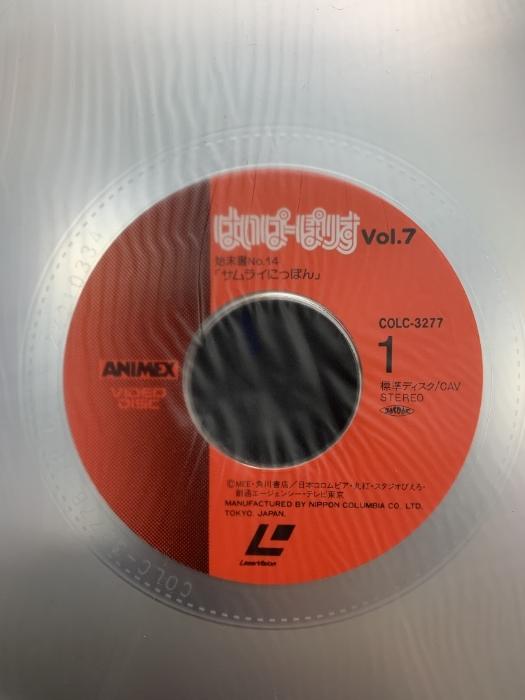 はいぱーぽりす Vol.7
始末書No.14
「サムライにっぽん」
COLC-3277
1
標準ディスク/CAV
STEREO
ANIMEX
VIDEO
DISC
©MEE・角川書店／日本コロムビア・丸紅・スタジオぴえろ・
創通エージェンシー・テレビ東京
MANUFACTURED BY NIPPON COLUMBIA CO., LTD.
TOKYO, JAPAN.
LaserVision
COLC-3